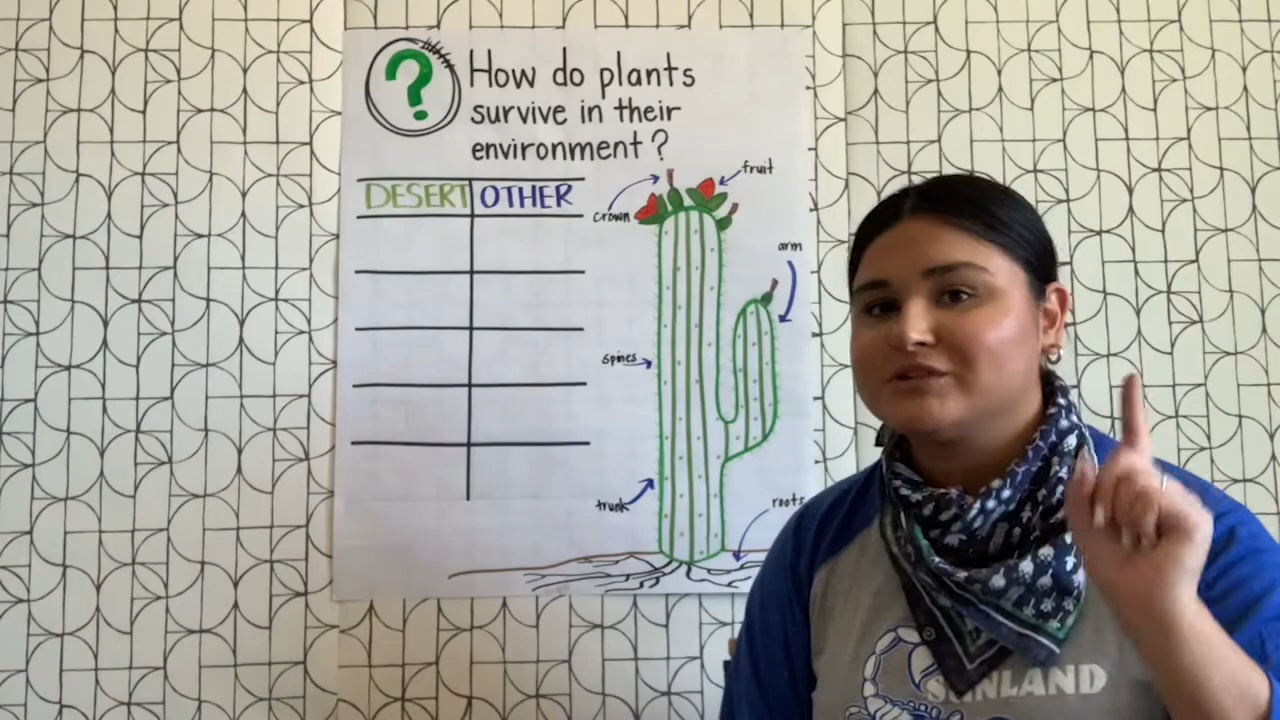 ?
How do plants
survive in their
environment?
DESERT OTHER
fruit
crown
arm
spines
trunk
roots
SUNLAND